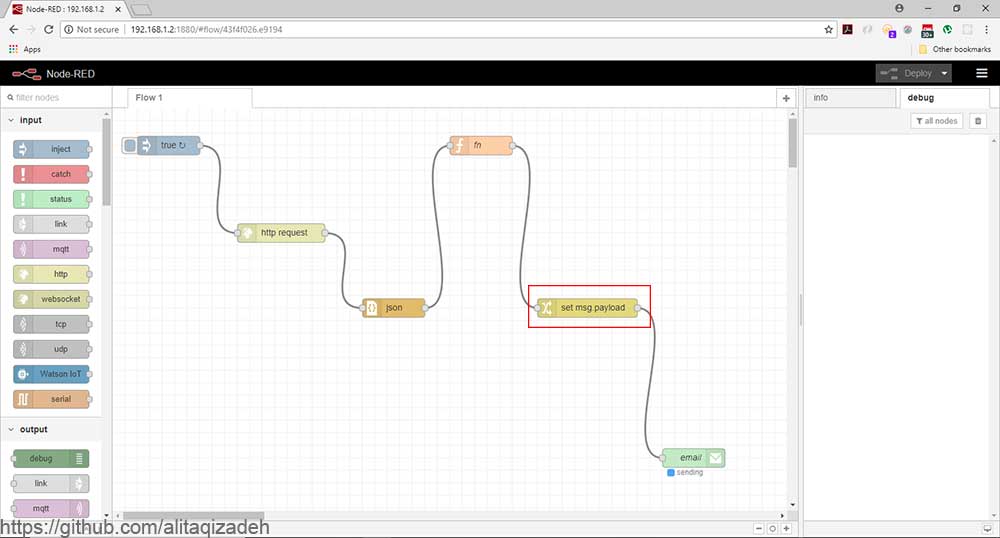 Node-RED : 192.168.1.2
Not secure | 192.168.1.2:1880/#flow/43f4f026.e9194
Apps
Other bookmarks
Node-RED
Deploy
filter nodes
Flow 1
info
debug
all nodes
input
inject
catch
status
link
mqtt
http
websocket
tcp
udp
Watson IoT
serial
output
debug
link
mqtt
true ↻
fn
http request
json
set msg payload
email
sending
https://github.com/alitaqizadeh